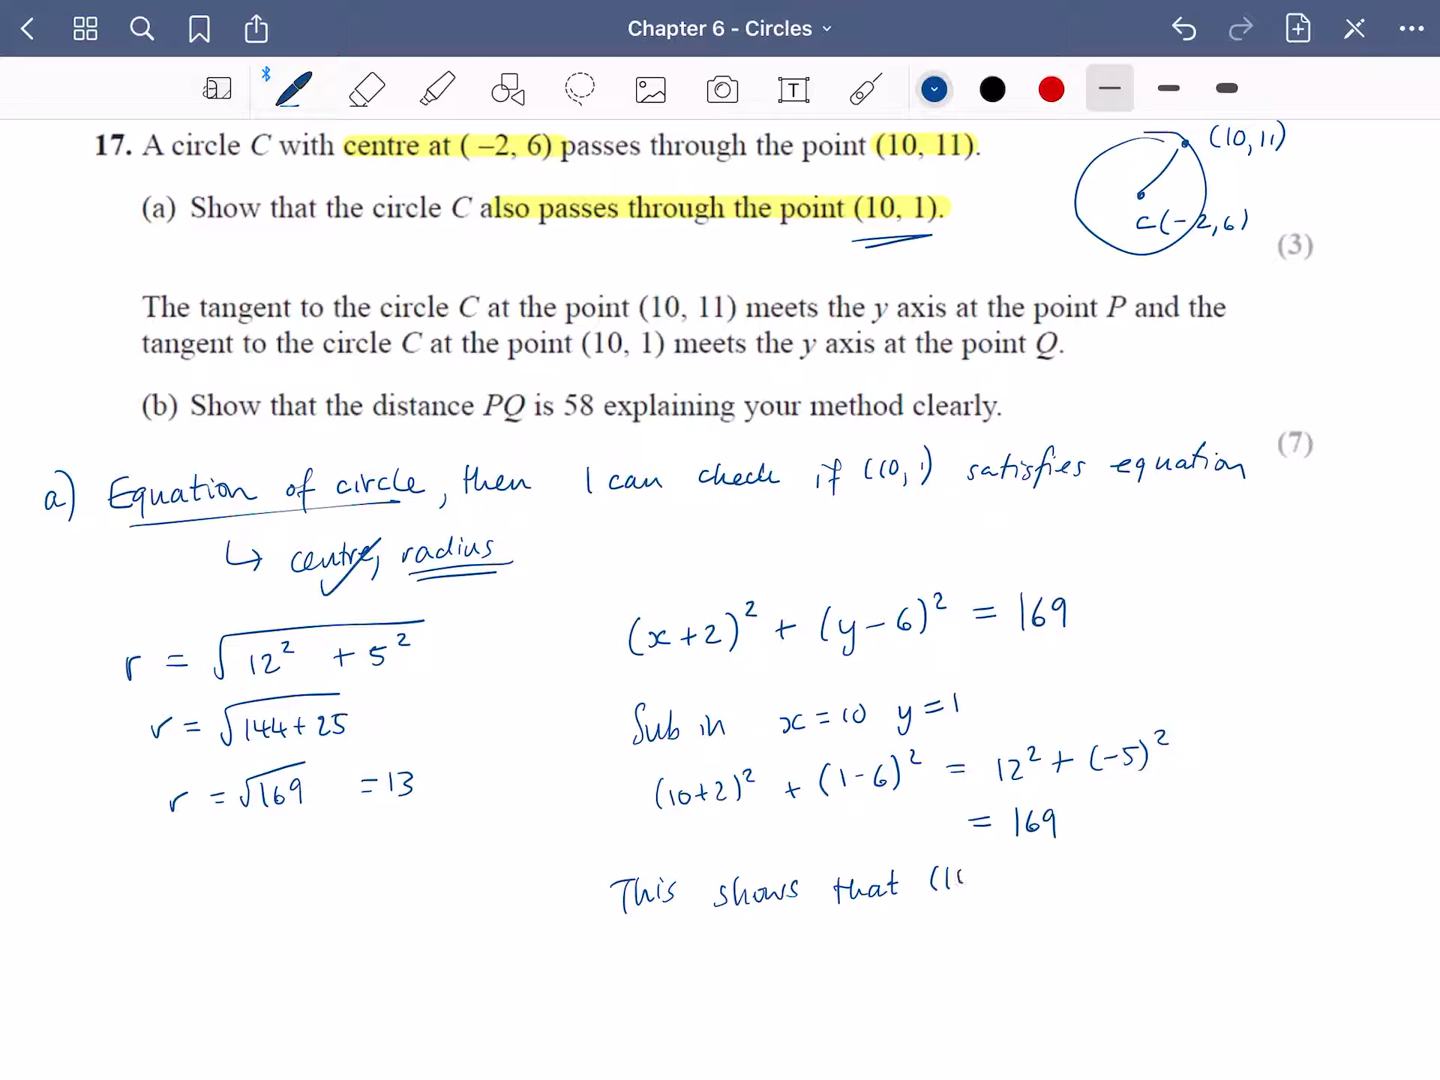 Chapter 6 - Circles
17. A circle C with centre at ( −2, 6) passes through the point (10, 11).
(10, 11)
(a) Show that the circle C also passes through the point (10, 1).
C(-2,6)
(3)
The tangent to the circle C at the point (10, 11) meets the y axis at the point P and the
tangent to the circle C at the point (10, 1) meets the y axis at the point Q.
(b) Show that the distance PQ is 58 explaining your method clearly.
(7)
a) Equation of circle, then I can check if (10, 1) satisfies equation
↳ centre, radius
r = √12² + 5²
r = √144+25
r = √169 = 13
(x+2)² + (y-6)² = 169
Sub in x=10 y=1
(10+2)² + (1-6)² = 12² + (-5)²
= 169
This shows that (10